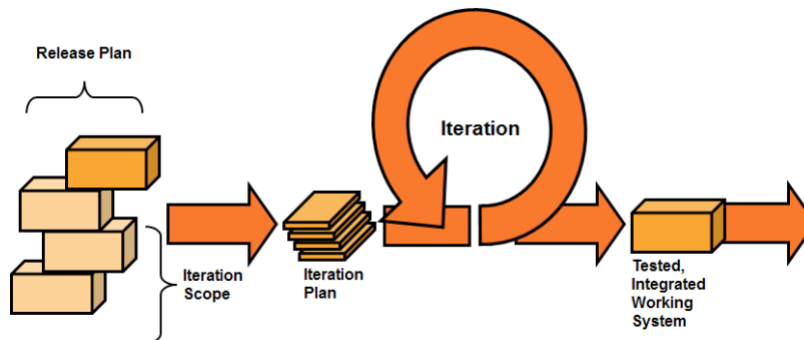 Release Plan
Iteration
Iteration
Scope
Iteration
Plan
Tested,
Integrated
Working
System